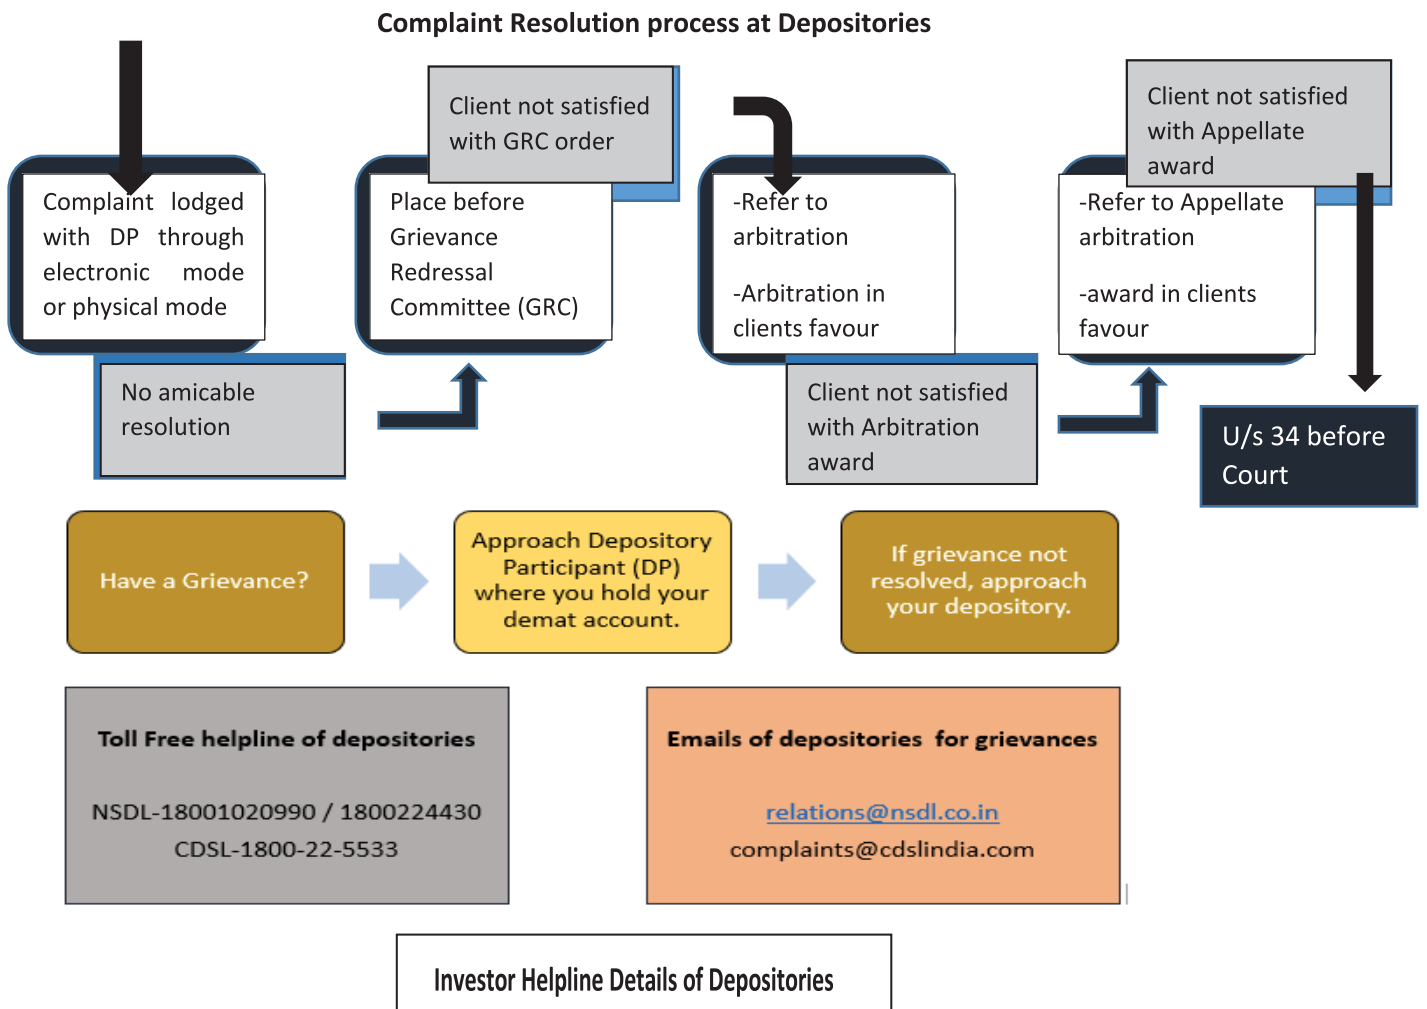 Complaint Resolution process at Depositories
Complaint lodged
with DP through
electronic mode
or physical mode
No amicable
resolution
Client not satisfied
with GRC order
Place before
Grievance
Redressal
Committee (GRC)
-Refer to
arbitration
-Arbitration in
clients favour
Client not satisfied
with Arbitration
award
Client not satisfied
with Appellate
award
-Refer to Appellate
arbitration
-award in clients
favour
U/s 34 before
Court
Have a Grievance?
Approach Depository
Participant (DP)
where you hold your
demat account.
If grievance not
resolved, approach
your depository.
Toll Free helpline of depositories
NSDL-18001020990 / 1800224430
CDSL-1800-22-5533
Emails of depositories for grievances
relations@nsdl.co.in
complaints@cdslindia.com
Investor Helpline Details of Depositories